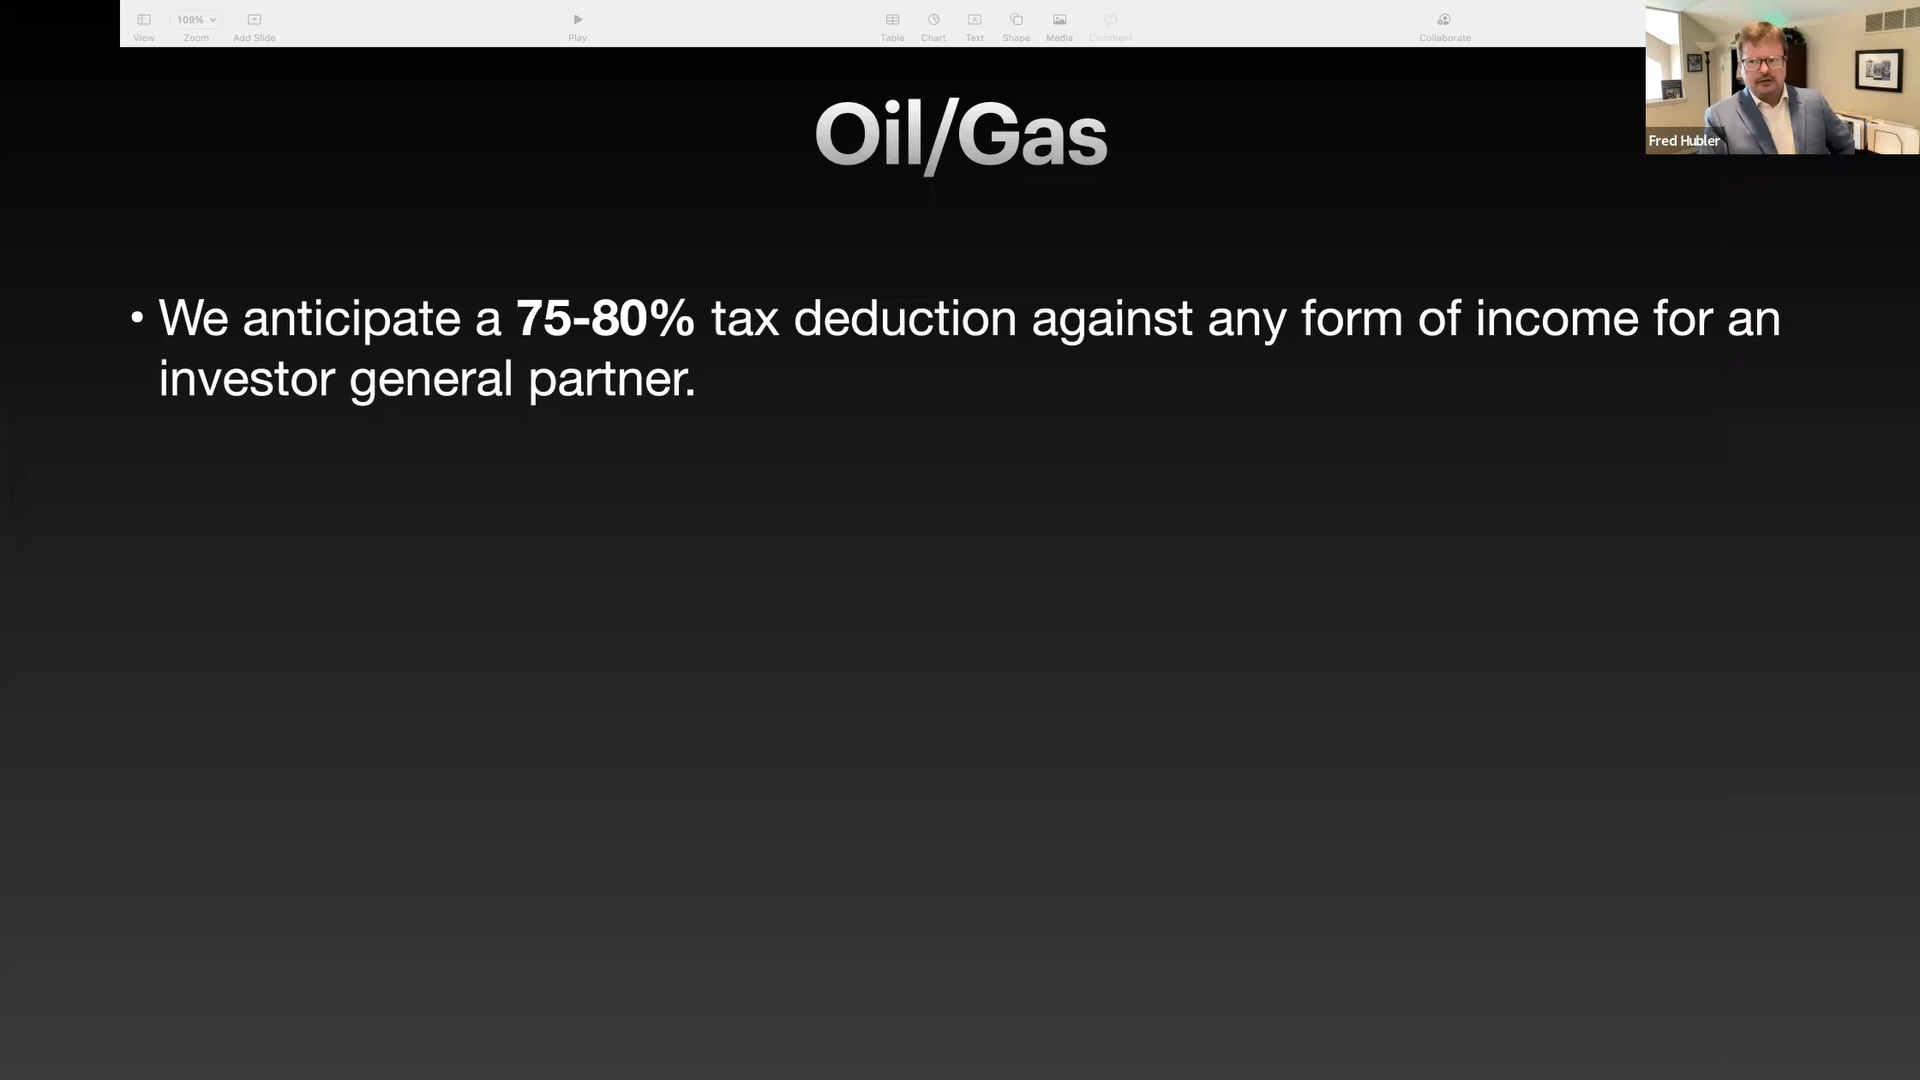 109%
View
Zoom
Add Slide
Play
Table
Chart
Text
Shape
Media
Comment
Collaborate
Fred Hubler
Oil/Gas
• We anticipate a 75-80% tax deduction against any form of income for an
investor general partner.